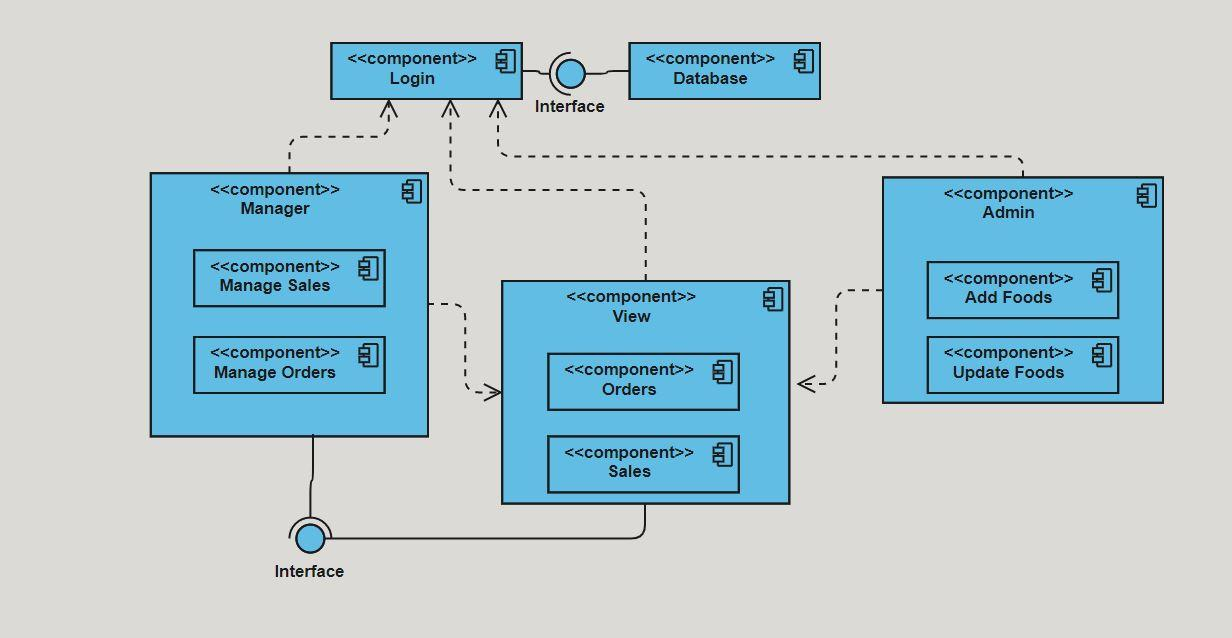 <<component>>
Login
<<component>>
Database
Interface
<<component>>
Manager
<<component>>
Manage Sales
<<component>>
Manage Orders
<<component>>
View
<<component>>
Orders
<<component>>
Sales
<<component>>
Admin
<<component>>
Add Foods
<<component>>
Update Foods
Interface